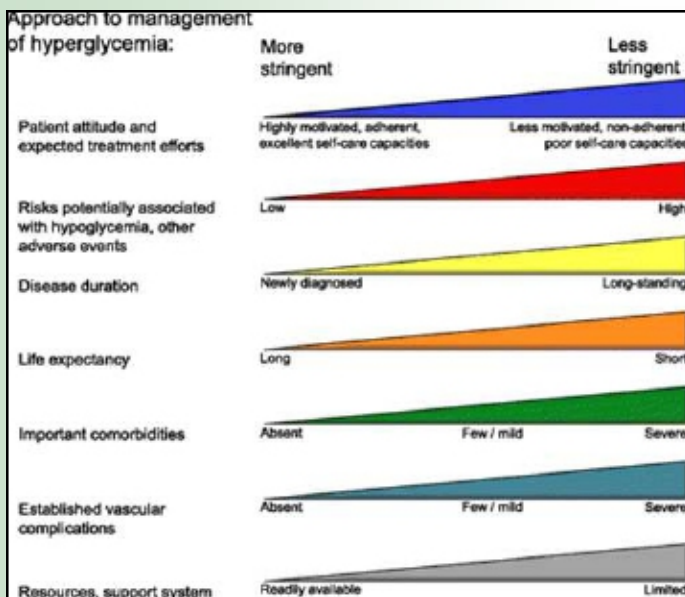 Approach to management
of hyperglycemia:
More
stringent
Less
stringent
Patient attitude and
expected treatment efforts
Highly motivated, adherent,
excellent self-care capacities
Less motivated, non-adherent
poor self-care capacities
Risks potentially associated
with hypoglycemia, other
adverse events
Low
High
Disease duration
Newly diagnosed
Long-standing
Life expectancy
Long
Short
Important comorbidities
Absent
Few / mild
Severe
Established vascular
complications
Absent
Few / mild
Severe
Resources, support system
Readily available
Limited